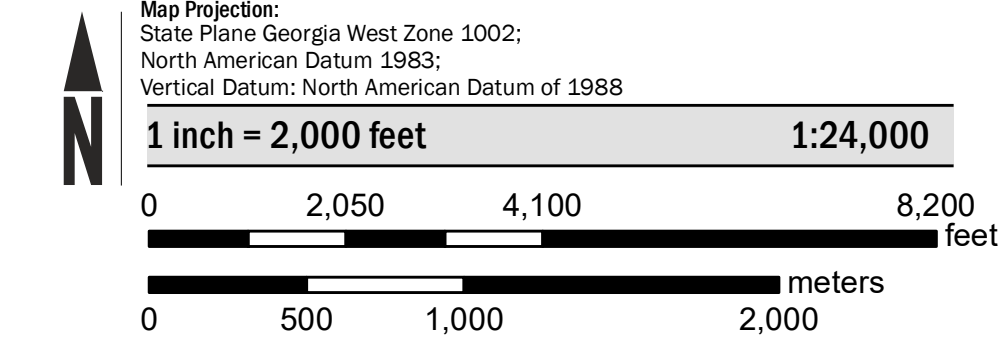 Map Projection:
State Plane Georgia West Zone 1002;
North American Datum 1983;
Vertical Datum: North American Datum of 1988
N
1 inch = 2,000 feet 1:24,000
0 2,050 4,100 8,200
feet
meters
0 500 1,000 2,000